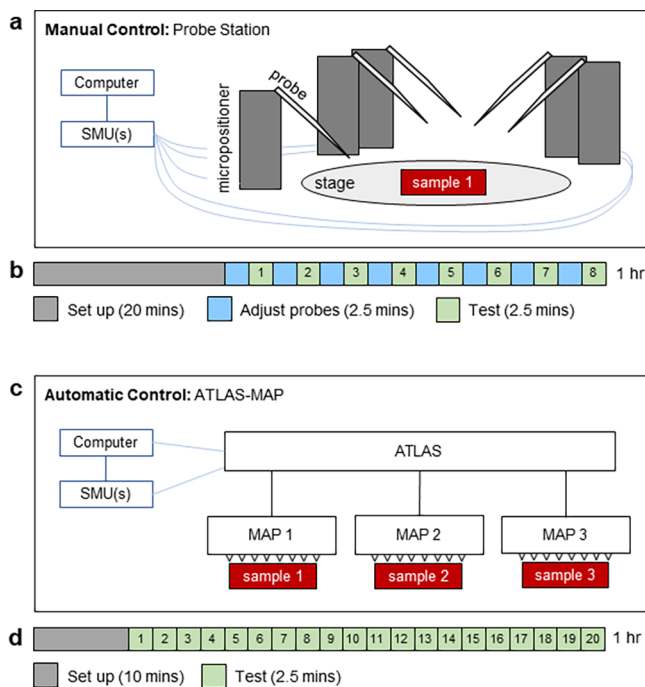 a
Manual Control: Probe Station
Computer
SMU(s)
micropositioner
probe
stage
sample 1
b
1 2 3 4 5 6 7 8 1 hr
Set up (20 mins) Adjust probes (2.5 mins) Test (2.5 mins)
c
Automatic Control: ATLAS-MAP
Computer
SMU(s)
ATLAS
MAP 1 MAP 2 MAP 3
sample 1 sample 2 sample 3
d
1 2 3 4 5 6 7 8 9 10 11 12 13 14 15 16 17 18 19 20 1 hr
Set up (10 mins) Test (2.5 mins)